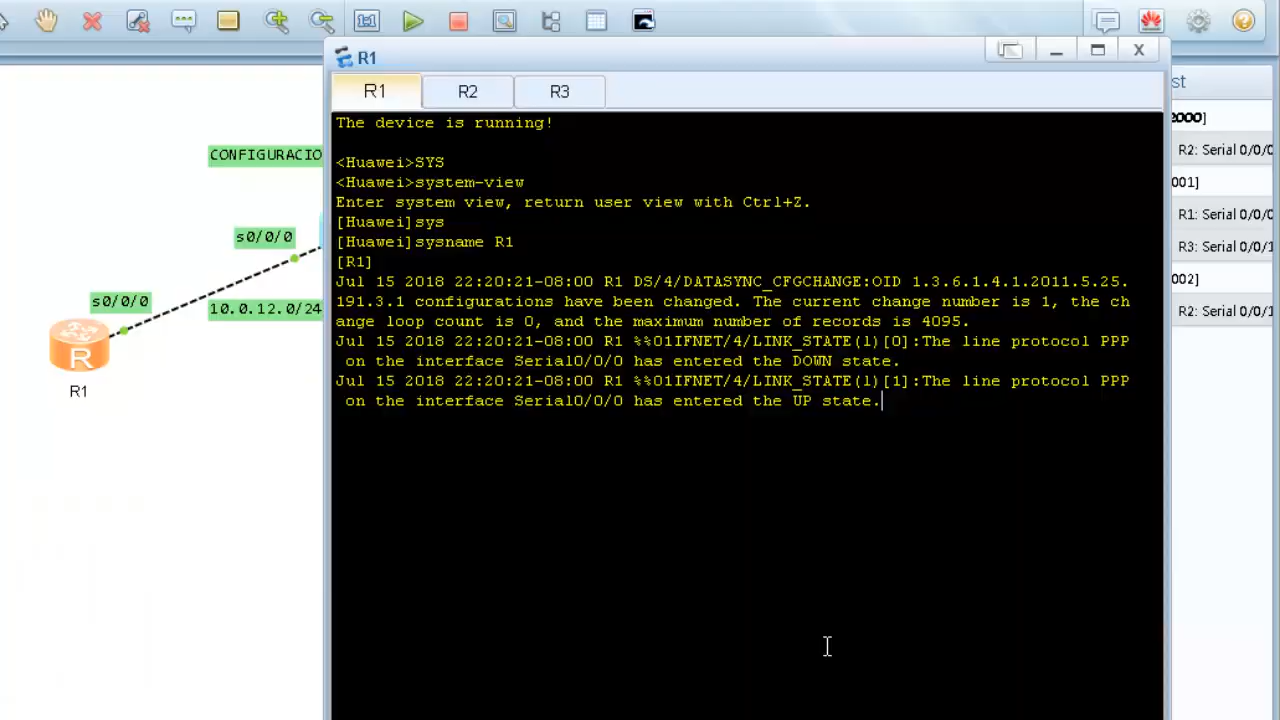 R1
R1 R2 R3
st
The device is running!
<Huawei>SYS
<Huawei>system-view
Enter system view, return user view with Ctrl+Z.
[Huawei]sys
[Huawei]sysname R1
[R1]
Jul 15 2018 22:20:21-08:00 R1 DS/4/DATASYNC_CFGCHANGE:OID 1.3.6.1.4.1.2011.5.25.
191.3.1 configurations have been changed. The current change number is 1, the ch
ange loop count is 0, and the maximum number of records is 4095.
Jul 15 2018 22:20:21-08:00 R1 %%01IFNET/4/LINK_STATE(l)[0]:The line protocol PPP
on the interface Serial0/0/0 has entered the DOWN state.
Jul 15 2018 22:20:21-08:00 R1 %%01IFNET/4/LINK_STATE(l)[1]:The line protocol PPP
on the interface Serial0/0/0 has entered the UP state.
CONFIGURACIO
s0/0/0
s0/0/0
10.0.12.0/24
R
R1
2000]
R2: Serial 0/0/0
001]
R1: Serial 0/0/0
R3: Serial 0/0/1
002]
R2: Serial 0/0/1